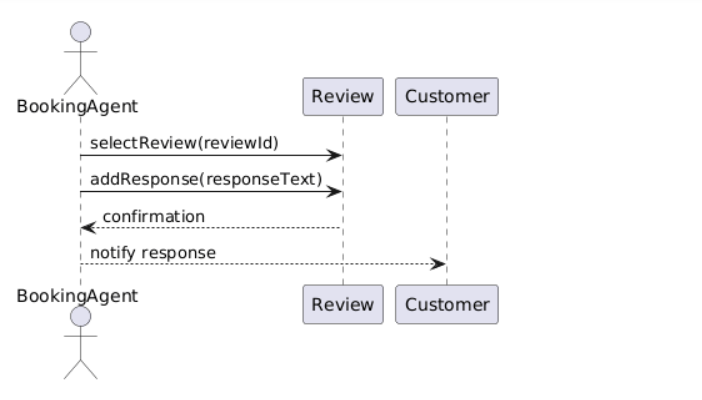 BookingAgent
Review
Customer
selectReview(reviewId)
addResponse(responseText)
confirmation
notify response
BookingAgent
Review
Customer